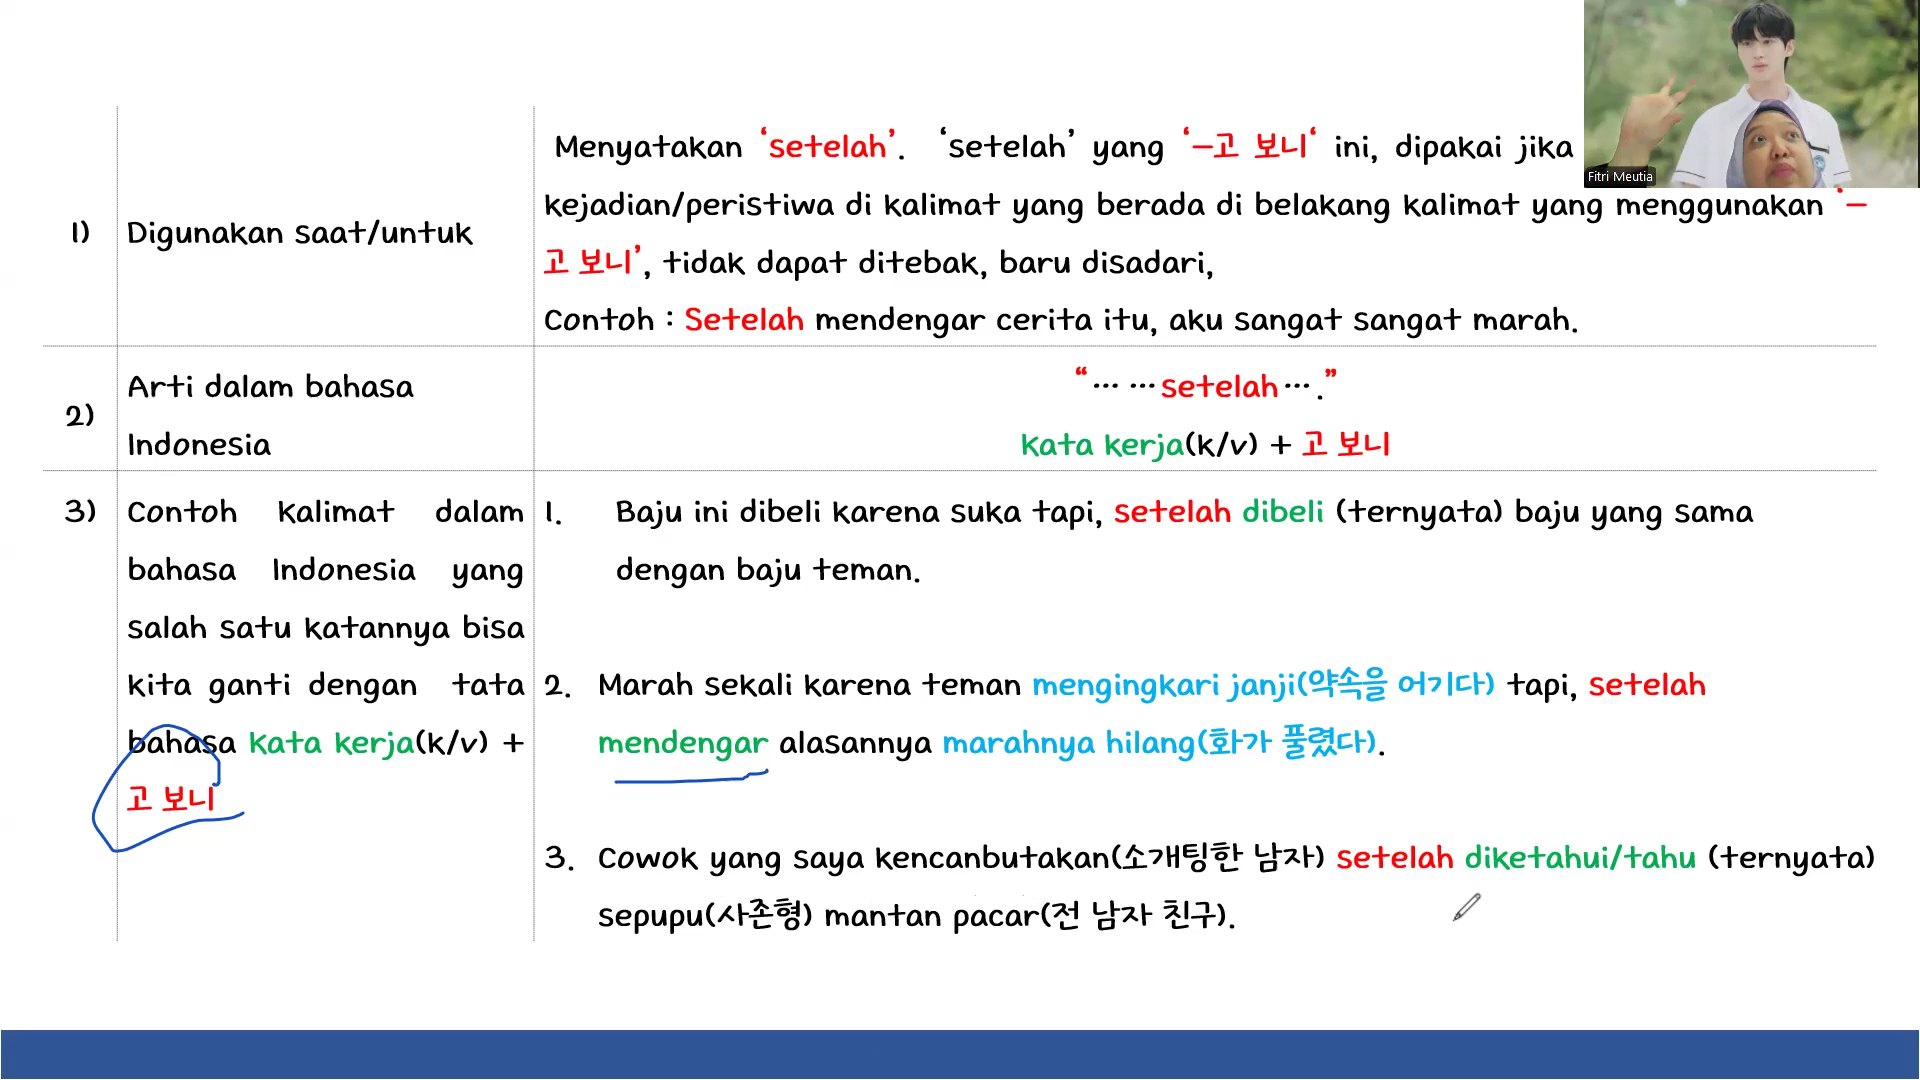 Fitri Meutia
1)
Digunakan saat/untuk
Menyatakan ‘setelah’. ‘setelah’ yang ‘–고 보니‘ ini, dipakai jika
kejadian/peristiwa di kalimat yang berada di belakang kalimat yang menggunakan ‘–
고 보니’, tidak dapat ditebak, baru disadari,
Contoh : Setelah mendengar cerita itu, aku sangat sangat marah.
2)
Arti dalam bahasa
Indonesia
“… …setelah… .”
Kata kerja(k/v) + 고 보니
3)
Contoh kalimat dalam
bahasa Indonesia yang
salah satu katannya bisa
kita ganti dengan tata
bahasa Kata kerja(k/v) +
고 보니
1. Baju ini dibeli karena suka tapi, setelah dibeli (ternyata) baju yang sama
dengan baju teman.
2. Marah sekali karena teman mengingkari janji(약속을 어기다) tapi, setelah
mendengar alasannya marahnya hilang(화가 풀렸다).
3. Cowok yang saya kencanbutakan(소개팅한 남자) setelah diketahui/tahu (ternyata)
sepupu(사존형) mantan pacar(전 남자 친구).